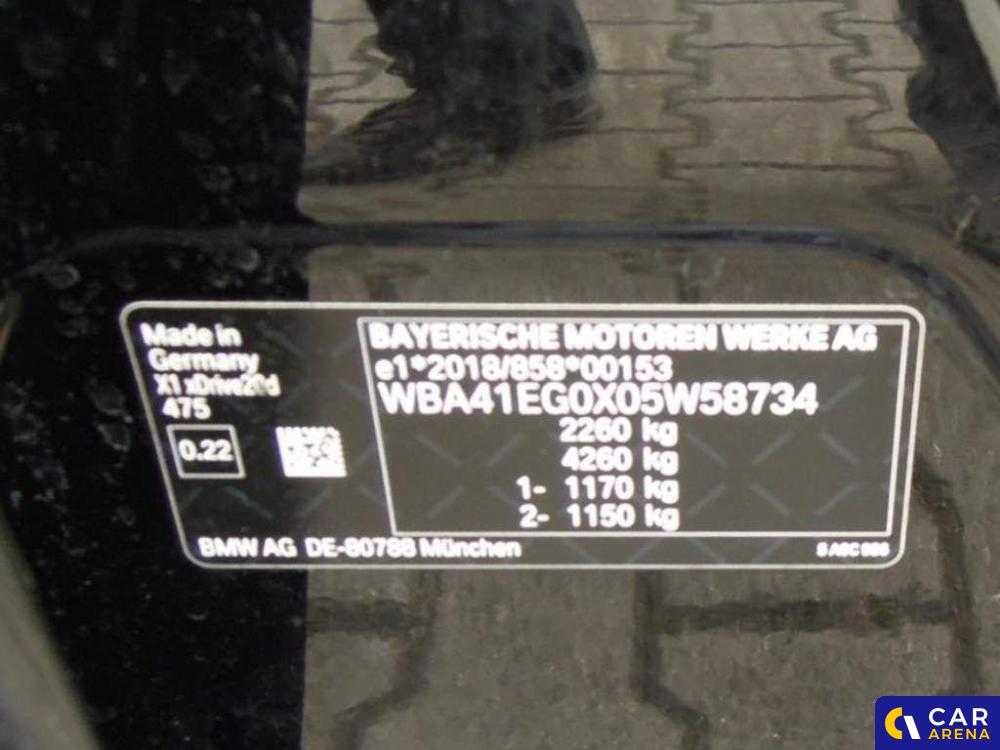 Made in
Germany
X1 xDrive20d
475
0.22
BAYERISCHE MOTOREN WERKE AG
e1*2018/858*00153
WBA41EG0X05W58734
2260 kg
4260 kg
1- 1170 kg
2- 1150 kg
BMW AG DE-80788 München
CAR
ARENA